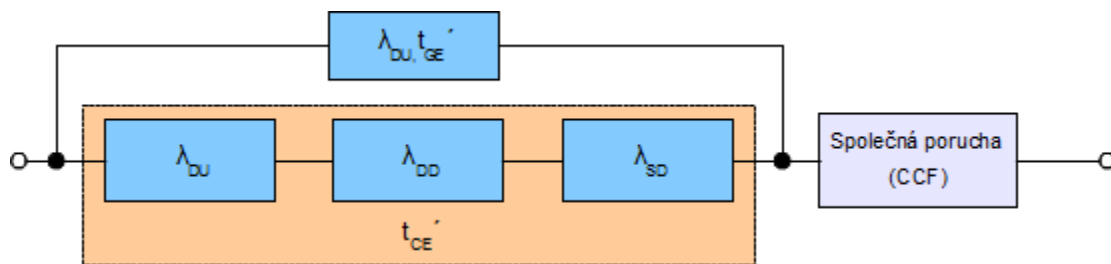 λDU, tGE´
λDU
λDD
λSD
tCE´
Společná porucha
(CCF)